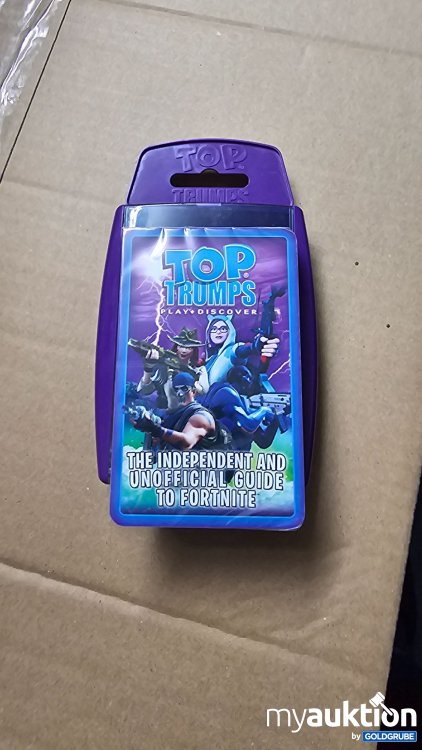 TOP
TRUMPS
TOP
TRUMPS
PLAY+DISCOVER
THE INDEPENDENT AND
UNOFFICIAL GUIDE
TO FORTNITE
myauktion
by GOLDGRUBE